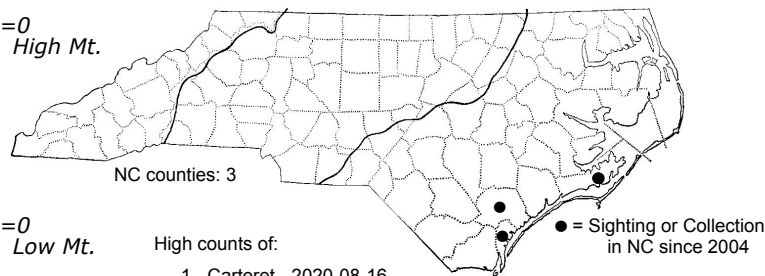 =0
High Mt.
NC counties: 3
=0
Low Mt.
High counts of:
● = Sighting or Collection
in NC since 2004
1 - Carteret - 2020-08-16